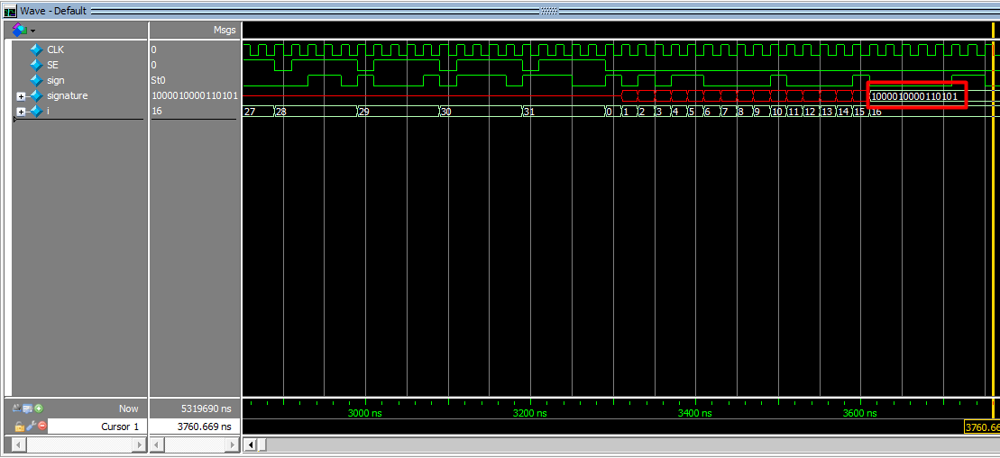 Wave - Default
Msgs
CLK 0
SE 0
sign St0
signature 1000010000110101 1000010000110101
i 16 27 28 29 30 31 0 1 2 3 4 5 6 7 8 9 10 11 12 13 14 15 16
Now 5319690 ns 3000 ns 3200 ns 3400 ns 3600 ns
Cursor 1 3760.669 ns 3760.66